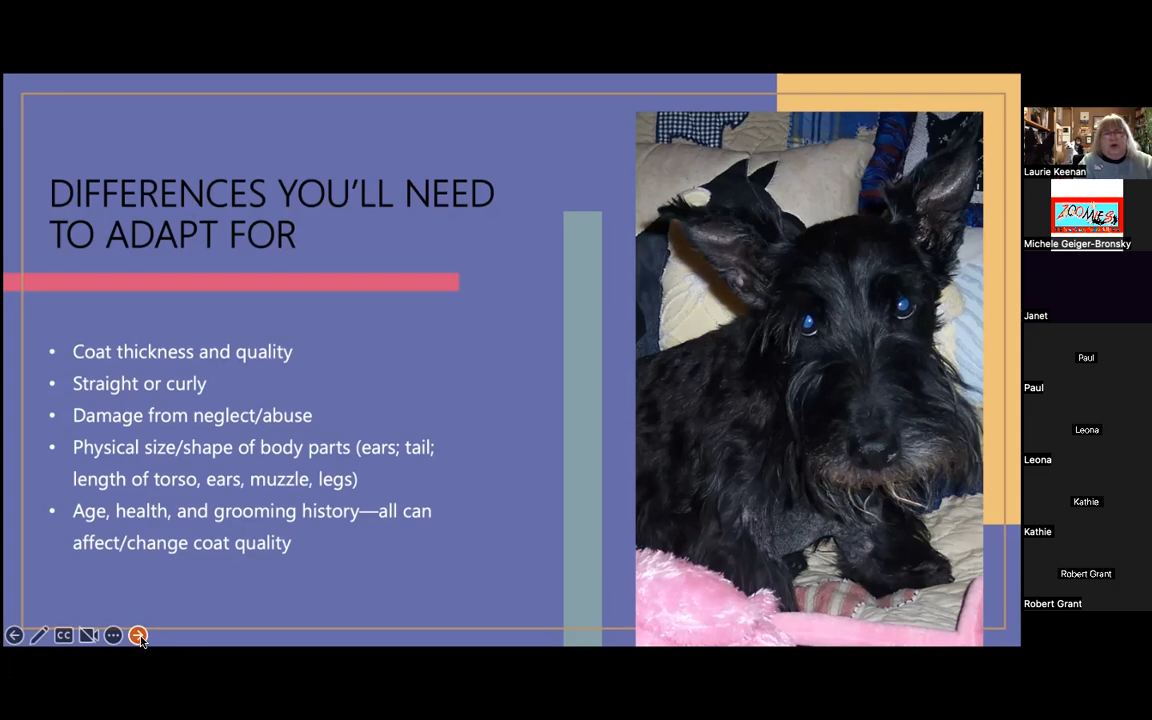 DIFFERENCES YOU'LL NEED
TO ADAPT FOR
• Coat thickness and quality
• Straight or curly
• Damage from neglect/abuse
• Physical size/shape of body parts (ears; tail;
length of torso, ears, muzzle, legs)
• Age, health, and grooming history—all can
affect/change coat quality
CC
Laurie Keenan
ZOOMIES
Michele Geiger-Bronsky
Janet
Paul
Paul
Leona
Leona
Kathie
Kathie
Robert Grant
Robert Grant